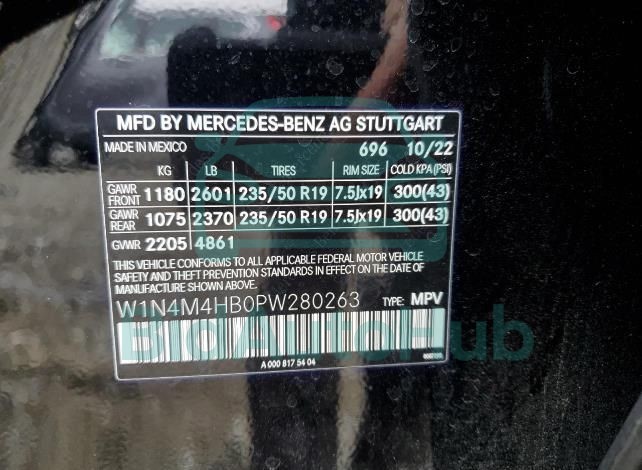 MFD BY MERCEDES-BENZ AG STUTTGART
MADE IN MEXICO 696 10/22
KG LB TIRES RIM SIZE COLD KPA(PSI)
GAWR FRONT 1180 2601 235/50 R19 7.5Jx19 300(43)
GAWR REAR 1075 2370 235/50 R19 7.5Jx19 300(43)
GVWR 2205 4861
THIS VEHICLE CONFORMS TO ALL APPLICABLE FEDERAL MOTOR VEHICLE
SAFETY AND THEFT PREVENTION STANDARDS IN EFFECT ON THE DATE OF
MANUFACTURE SHOWN ABOVE.
W1N4M4HB0PW280263 TYPE: MPV
BidAutoHub
A 000 817 54 04